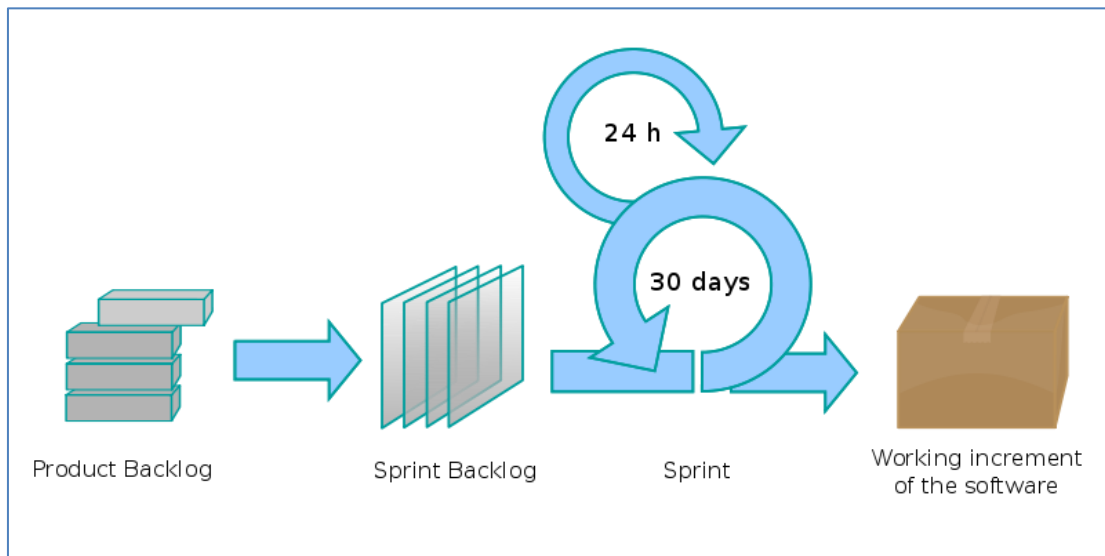 24 h
30 days
Product Backlog
Sprint Backlog
Sprint
Working increment
of the software